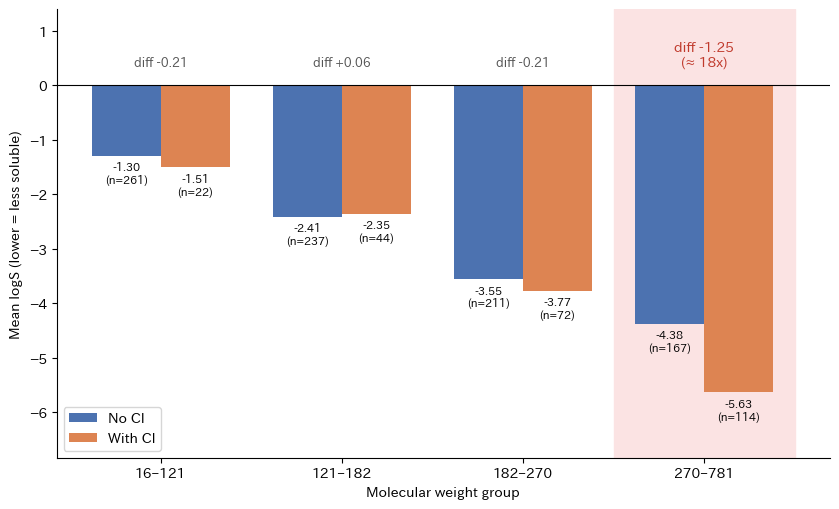 diff -1.25
(≈ 18x)
diff -0.21
diff +0.06
diff -0.21
1
0
−1
−2
−3
−4
−5
−6
Mean logS (lower = less soluble)
-1.30
(n=261)
-1.51
(n=22)
-2.41
(n=237)
-2.35
(n=44)
-3.55
(n=211)
-3.77
(n=72)
-4.38
(n=167)
-5.63
(n=114)
No Cl
With Cl
16–121
121–182
182–270
270–781
Molecular weight group